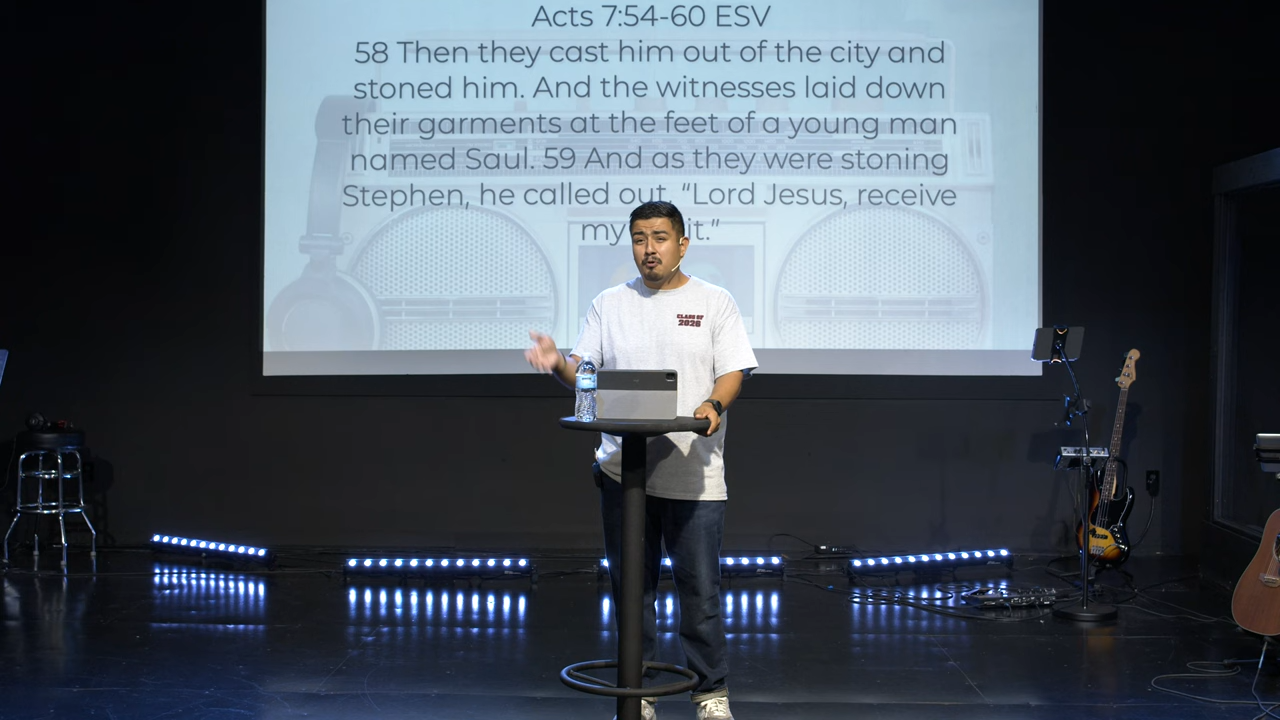 Acts 7:54-60 ESV
58 Then they cast him out of the city and
stoned him. And the witnesses laid down
their garments at the feet of a young man
named Saul. 59 And as they were stoning
Stephen, he called out, “Lord Jesus, receive
my it.”
CLASS OF
2026